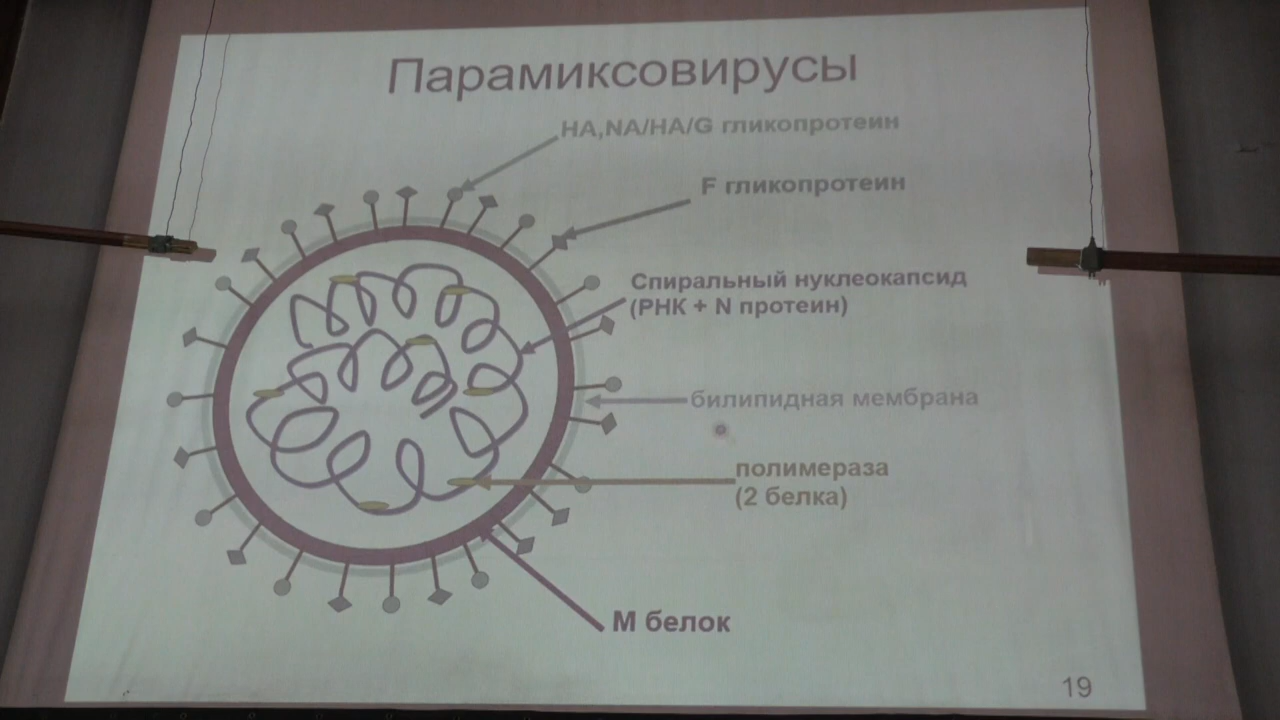 Парамиксовирусы
HA,NA/HA/G гликопротеин
F гликопротеин
Спиральный нуклеокапсид
(РНК + N протеин)
билипидная мембрана
полимераза
(2 белка)
М белок
19